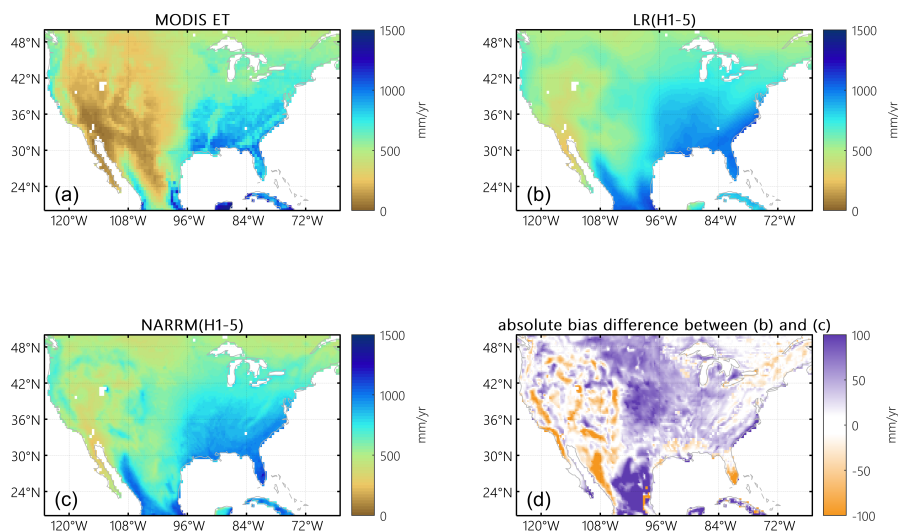 MODIS ET
LR(H1-5)
48°N
42°N
36°N
30°N
24°N
(a)
120°W 108°W 96°W 84°W 72°W
1500
1000
500
0
mm/yr
48°N
42°N
36°N
30°N
24°N
(b)
120°W 108°W 96°W 84°W 72°W
1500
1000
500
0
mm/yr
NARRM(H1-5)
absolute bias difference between (b) and (c)
48°N
42°N
36°N
30°N
24°N
(c)
120°W 108°W 96°W 84°W 72°W
1500
1000
500
0
mm/yr
48°N
42°N
36°N
30°N
24°N
(d)
120°W 108°W 96°W 84°W 72°W
100
50
0
-50
-100
mm/yr